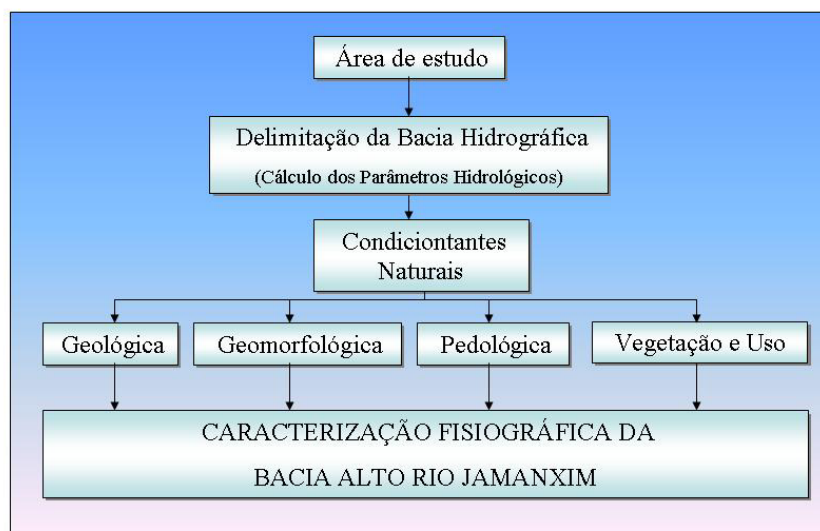 Área de estudo
Delimitação da Bacia Hidrográfica
(Cálculo dos Parâmetros Hidrológicos)
Condiciontantes
Naturais
Geológica
Geomorfológica
Pedológica
Vegetação e Uso
CARACTERIZAÇÃO FISIOGRÁFICA DA
BACIA ALTO RIO JAMANXIM